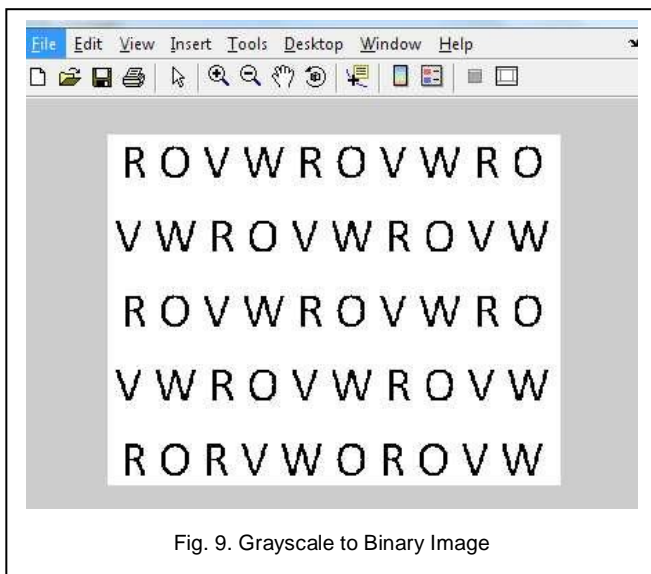 File Edit View Insert Tools Desktop Window Help
R O V W R O V W R O
V W R O V W R O V W
R O V W R O V W R O
V W R O V W R O V W
R O R V W O R O V W
Fig. 9. Grayscale to Binary Image